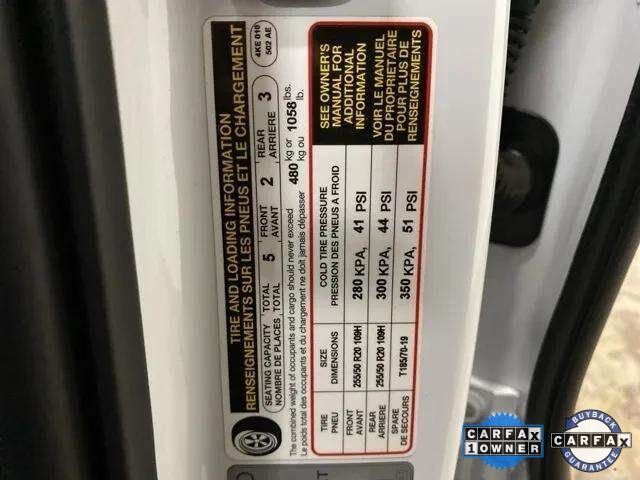 TIRE AND LOADING INFORMATION
RENSEIGNEMENTS SUR LES PNEUS ET LE CHARGEMENT
4KE 010
502 AE
SEATING CAPACITY TOTAL 5 FRONT 2 REAR 3
NOMBRE DE PLACES TOTAL AVANT ARRIERE
The combined weight of occupants and cargo should never exceed 480 kg or 1058 lbs.
Le poids total des occupants et du chargement ne doit jamais dépasser kg ou lb.
TIRE SIZE COLD TIRE PRESSURE
PNEU DIMENSIONS PRESSION DES PNEUS A FROID
FRONT
AVANT 255/50 R20 109H 280 KPA, 41 PSI
REAR
ARRIERE 255/50 R20 109H 300 KPA, 44 PSI
SPARE
DE SECOURS T185/70-19 350 KPA, 51 PSI
SEE OWNER'S
MANUAL FOR
ADDITIONAL
INFORMATION
VOIR LE MANUEL
DU PROPRIETAIRE
POUR PLUS DE
RENSEIGNEMENTS
CARFAX
1 OWNER
BUYBACK
CARFAX
GUARANTEE